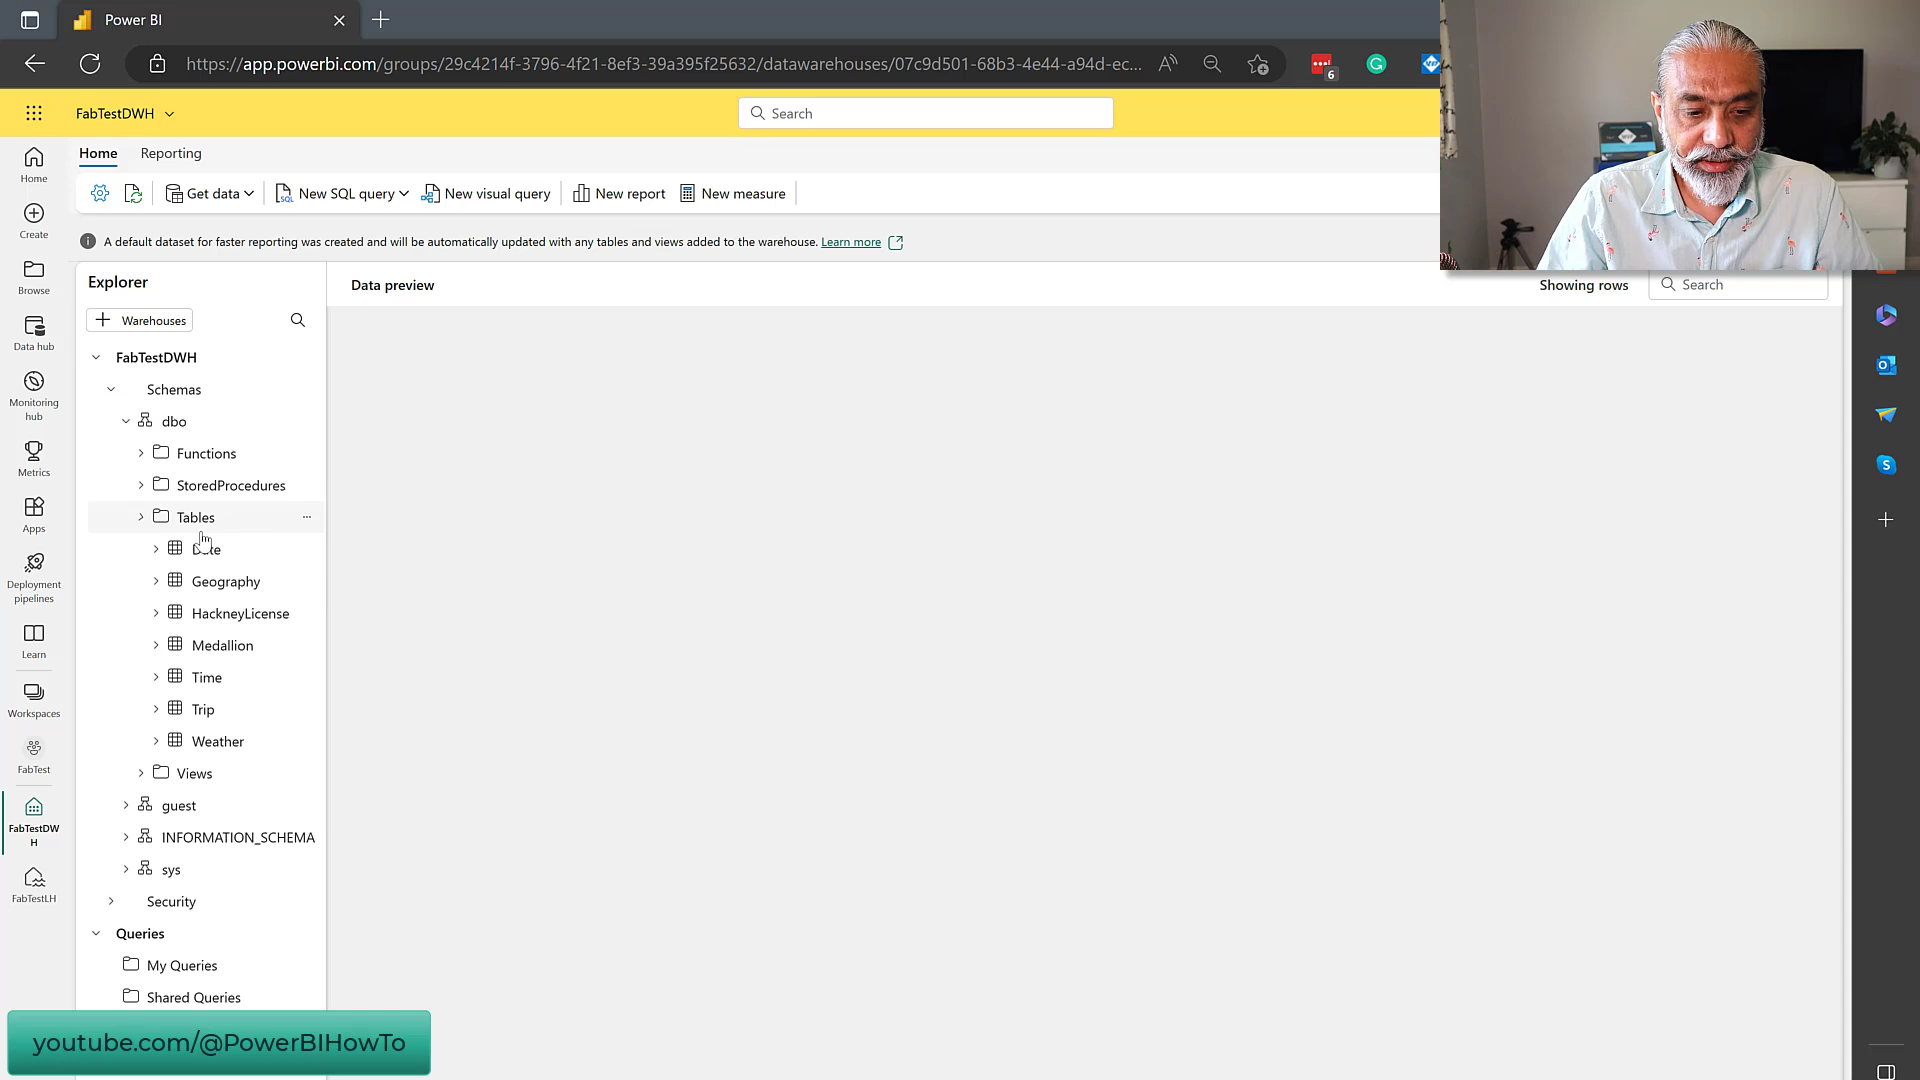 Power BI
https://app.powerbi.com/groups/29c4214f-3796-4f21-8ef3-39a395f25632/datawarehouses/07c9d501-68b3-4e44-a94d-ec...
6
FabTestDWH
Search
Home
Reporting
Get data
New SQL query
New visual query
New report
New measure
A default dataset for faster reporting was created and will be automatically updated with any tables and views added to the warehouse. Learn more
Home
Create
Browse
Data hub
Monitoring
hub
Metrics
Apps
Deployment
pipelines
Learn
Workspaces
FabTest
FabTestDW
H
FabTestLH
Explorer
Warehouses
FabTestDWH
Schemas
dbo
Functions
StoredProcedures
Tables
Date
Geography
HackneyLicense
Medallion
Time
Trip
Weather
Views
guest
INFORMATION_SCHEMA
sys
Security
Queries
My Queries
Shared Queries
Data preview
Showing rows
Search
youtube.com/@PowerBIHowTo